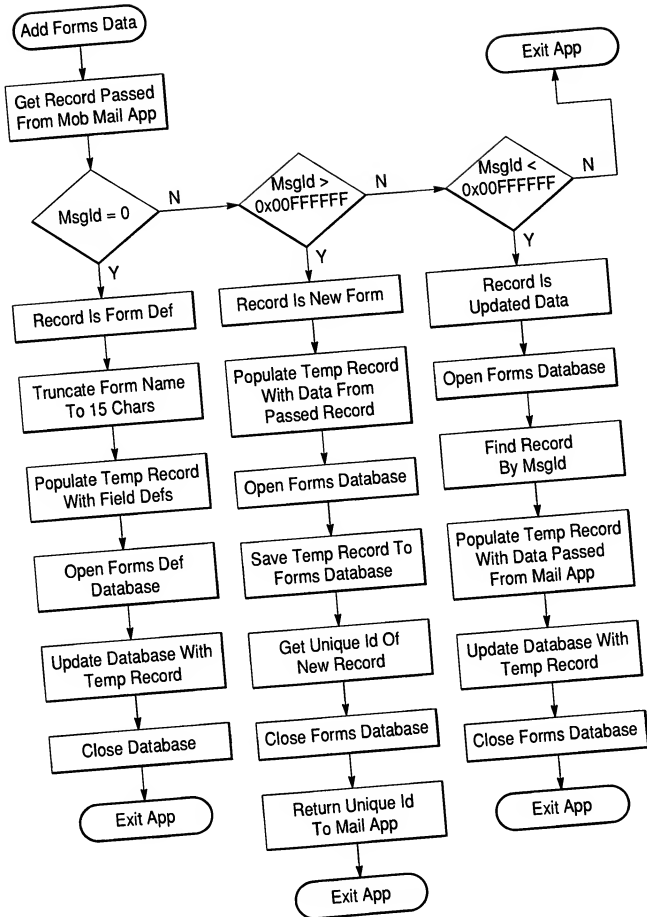 Add Forms Data
Get Record Passed
From Mob Mail App
MsgId = 0
N
Y
MsgId >
0x00FFFFFF
N
Y
MsgId <
0x00FFFFFF
N
Y
Exit App
Record Is Form Def
Truncate Form Name
To 15 Chars
Populate Temp Record
With Field Defs
Open Forms Def
Database
Update Database With
Temp Record
Close Database
Exit App
Record Is New Form
Populate Temp Record
With Data From
Passed Record
Open Forms Database
Save Temp Record To
Forms Database
Get Unique Id Of
New Record
Close Forms Database
Return Unique Id
To Mail App
Exit App
Record Is
Updated Data
Open Forms Database
Find Record
By MsgId
Populate Temp Record
With Data Passed
From Mail App
Update Database With
Temp Record
Close Forms Database
Exit App